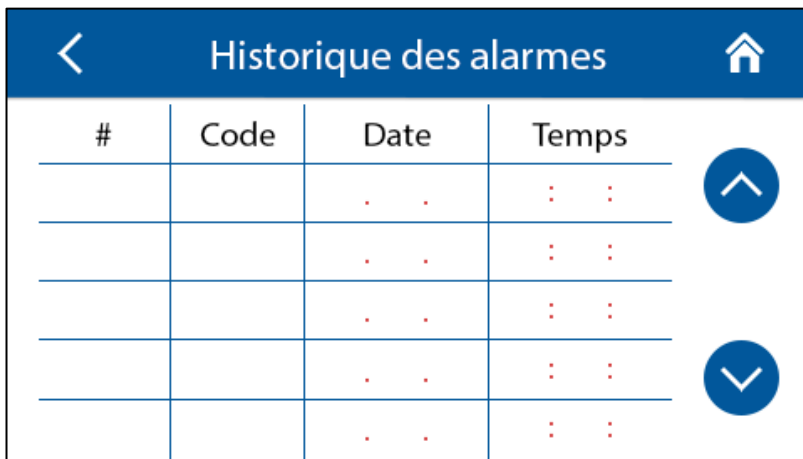 Historique des alarmes
# Code Date Temps
. . : :
. . : :
. . : :
. . : :
. . : :